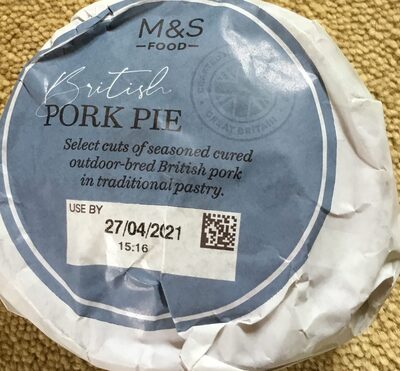 M&S
FOOD
British
PORK PIE
Select cuts of seasoned cured
outdoor-bred British pork
in traditional pastry.
USE BY
27/04/2021
15:16
GREAT BRITAIN